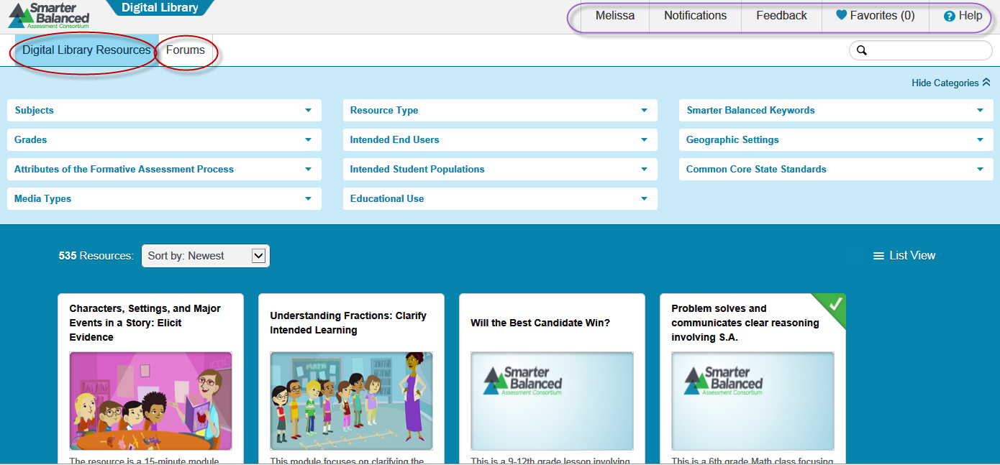 Smarter
Balanced
Assessment Consortium
Digital Library
Melissa
Notifications
Feedback
Favorites (0)
? Help
Digital Library Resources
Forums
Hide Categories
Subjects
Resource Type
Smarter Balanced Keywords
Grades
Intended End Users
Geographic Settings
Attributes of the Formative Assessment Process
Intended Student Populations
Common Core State Standards
Media Types
Educational Use
535 Resources:
Sort by: Newest
List View
Characters, Settings, and Major
Events in a Story: Elicit
Evidence
The resource is a 15-minute module
Understanding Fractions: Clarify
Intended Learning
MATH
This module focuses on clarifying the
Will the Best Candidate Win?
Smarter
Balanced
Assessment Consortium
This is a 9-12th grade lesson involving
Problem solves and
communicates clear reasoning
involving S.A.
Smarter
Balanced
Assessment Consortium
This is a 6th grade Math class focusing